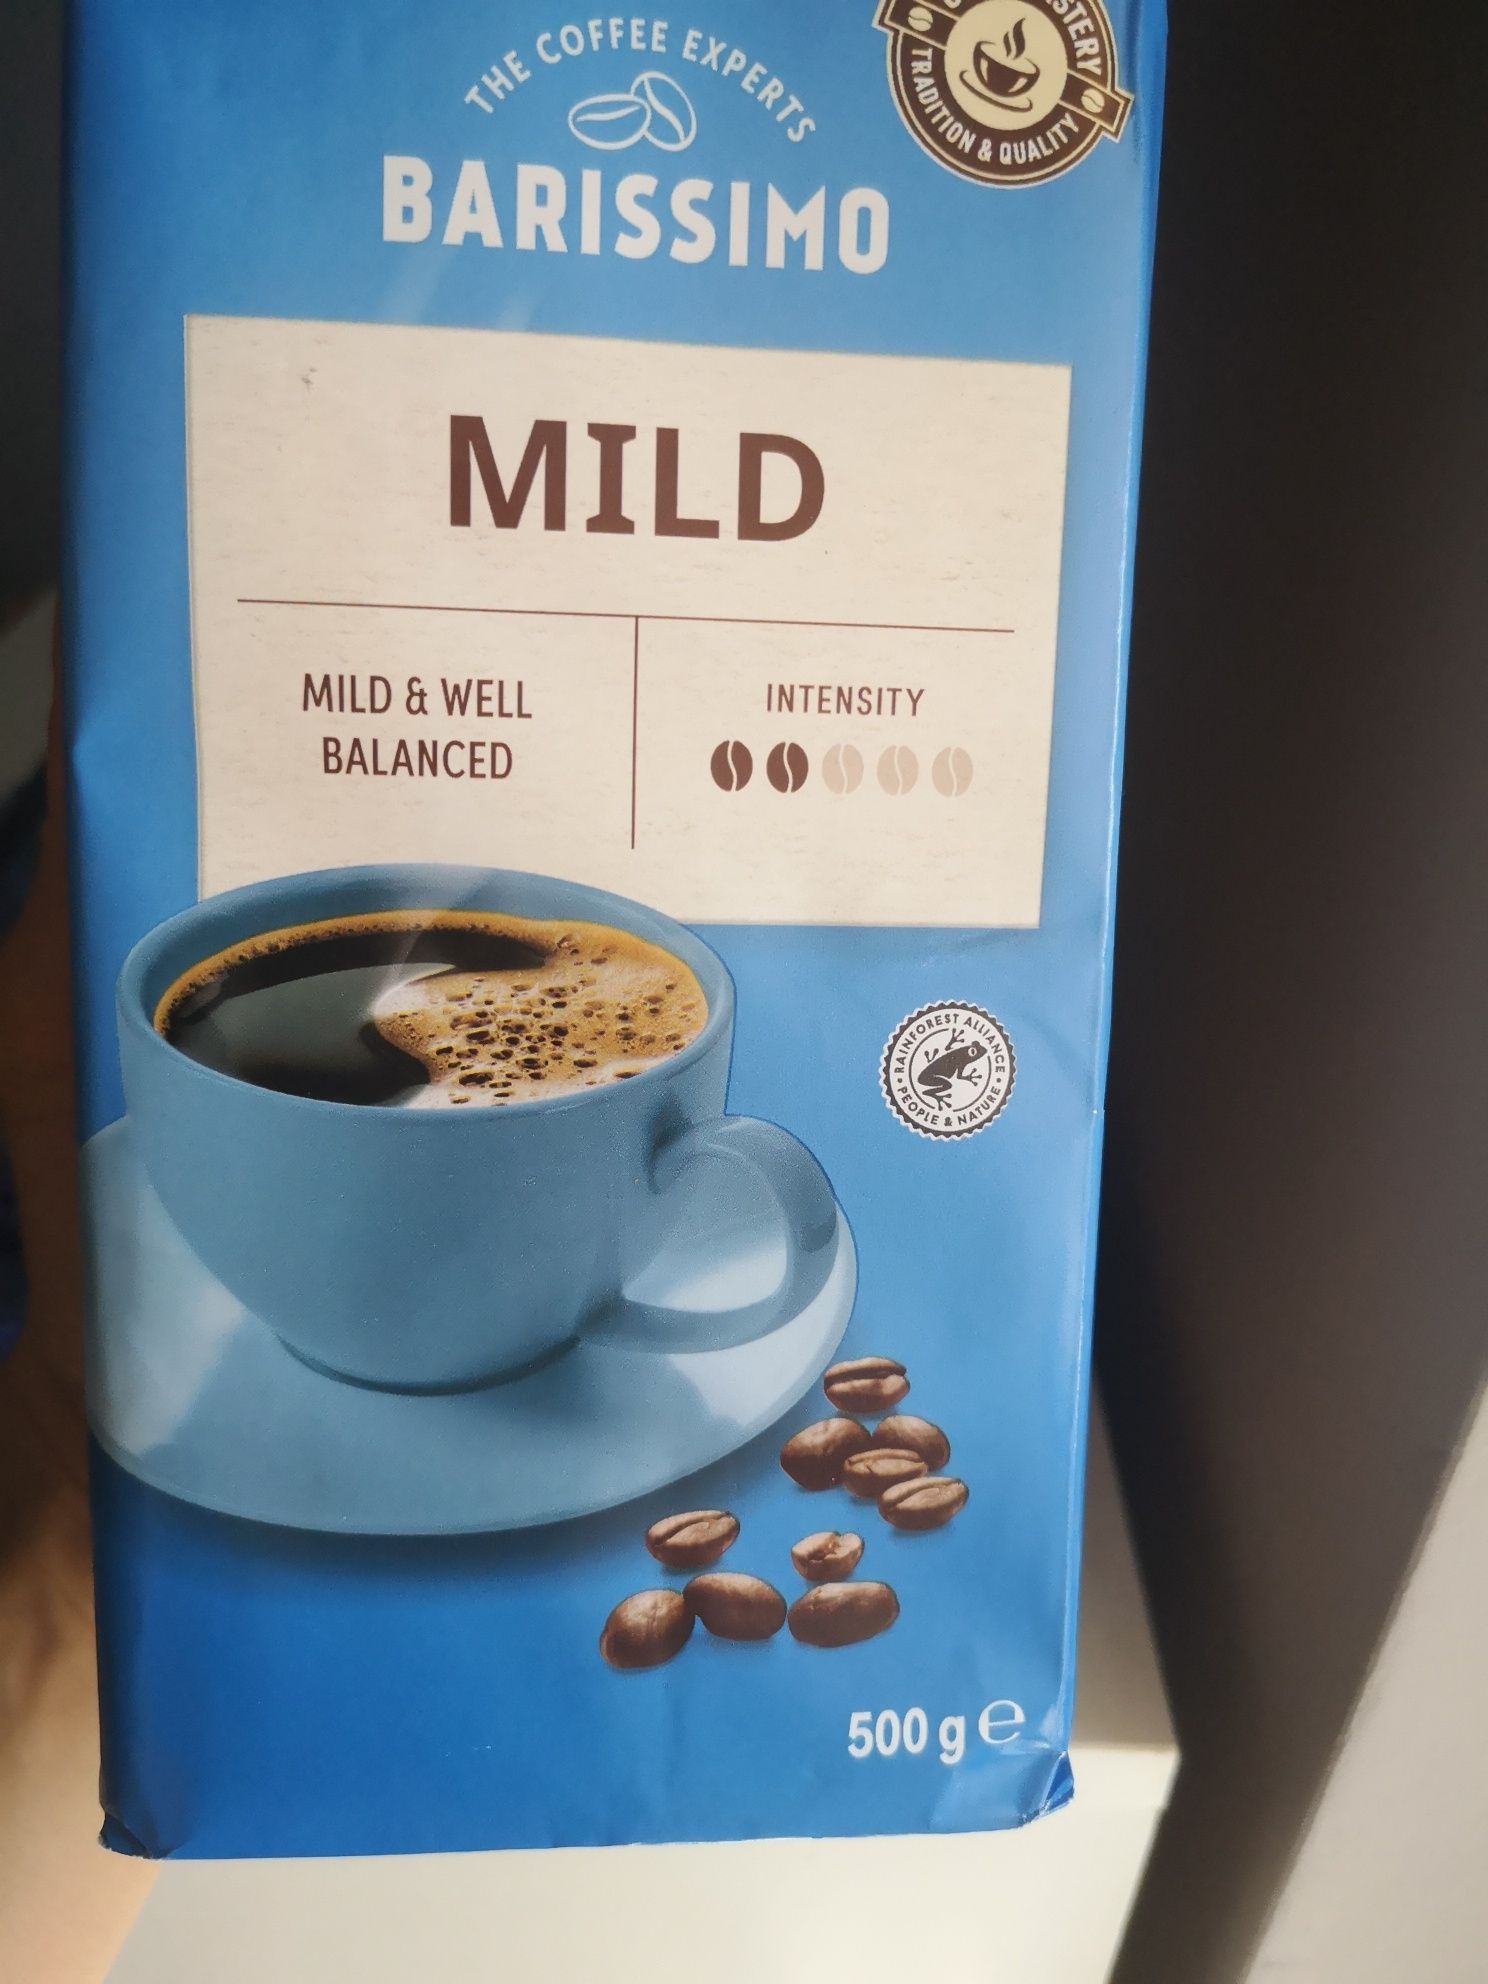 THE COFFEE EXPERTS
BARISSIMO
TRADITION & QUALITY
MILD
MILD & WELL
BALANCED
INTENSITY
RAINFOREST ALLIANCE
PEOPLE & NATURE
500 g ℮